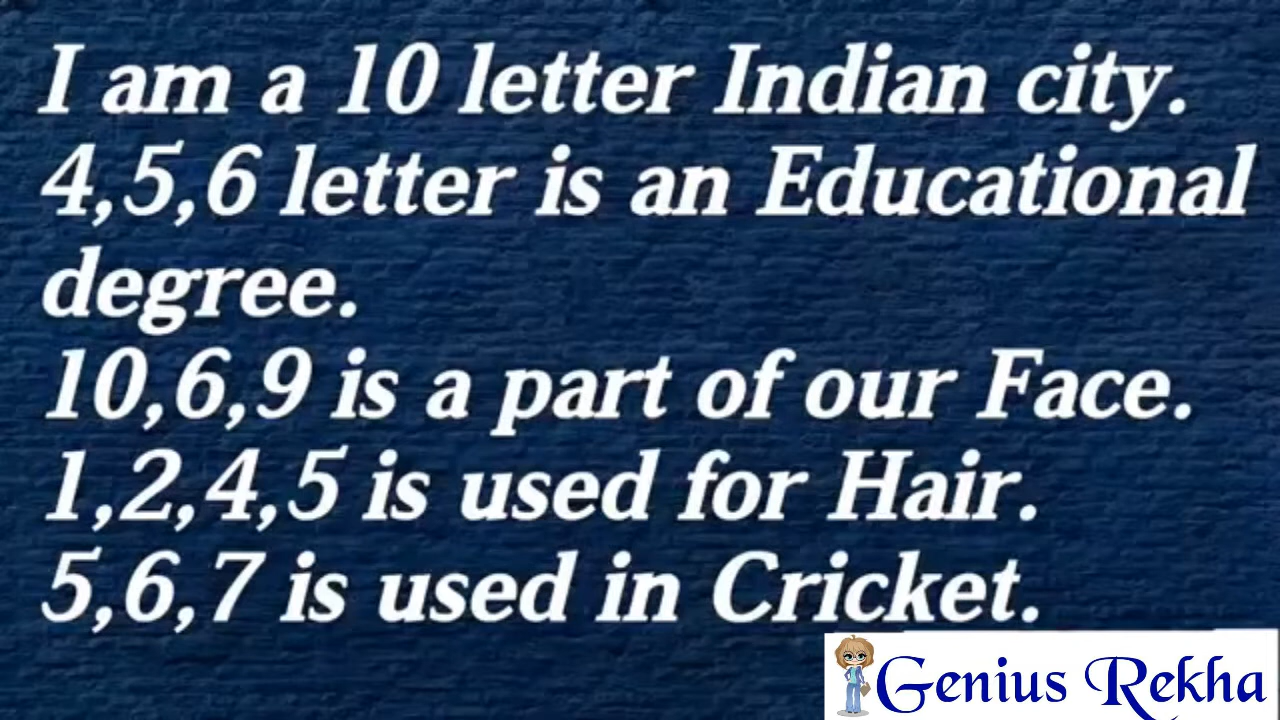 I am a 10 letter Indian city.
4,5,6 letter is an Educational
degree.
10,6,9 is a part of our Face.
1,2,4,5 is used for Hair.
5,6,7 is used in Cricket.
Genius Rekha